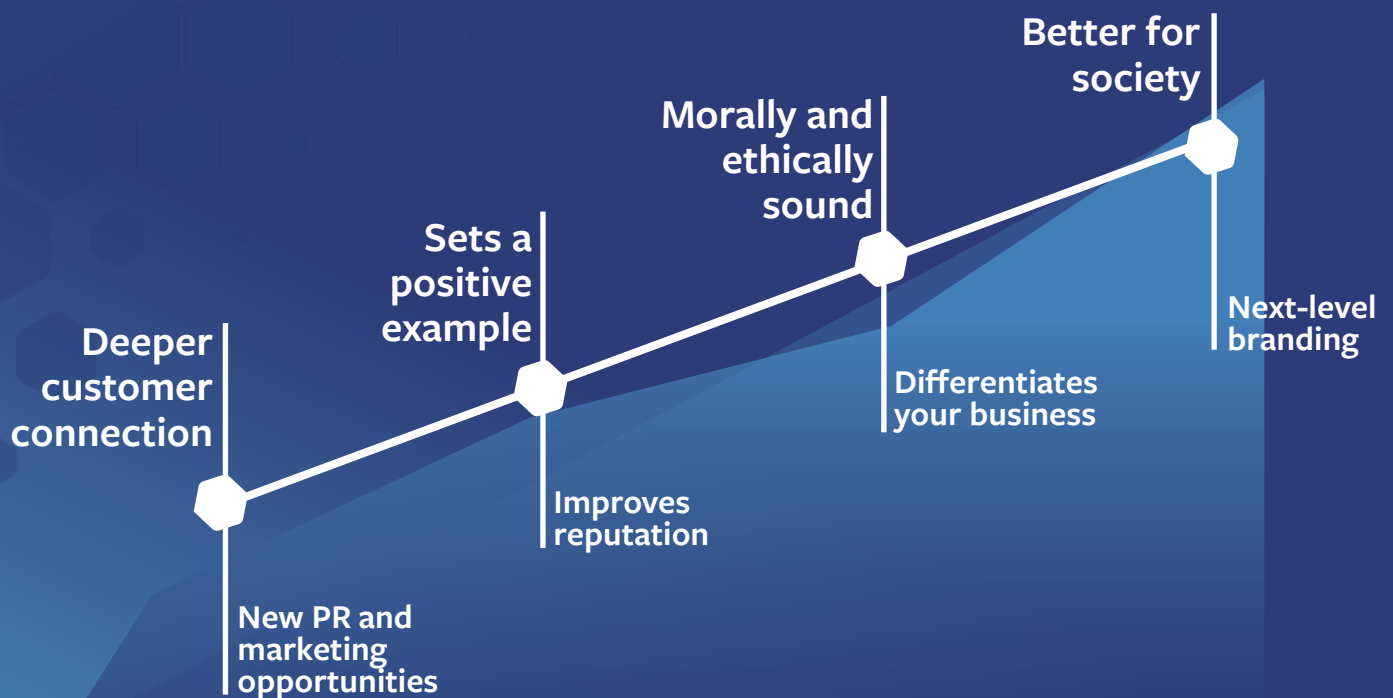 Deeper
customer
connection
New PR and
marketing
opportunities
Sets a
positive
example
Improves
reputation
Morally and
ethically
sound
Differentiates
your business
Better for
society
Next-level
branding